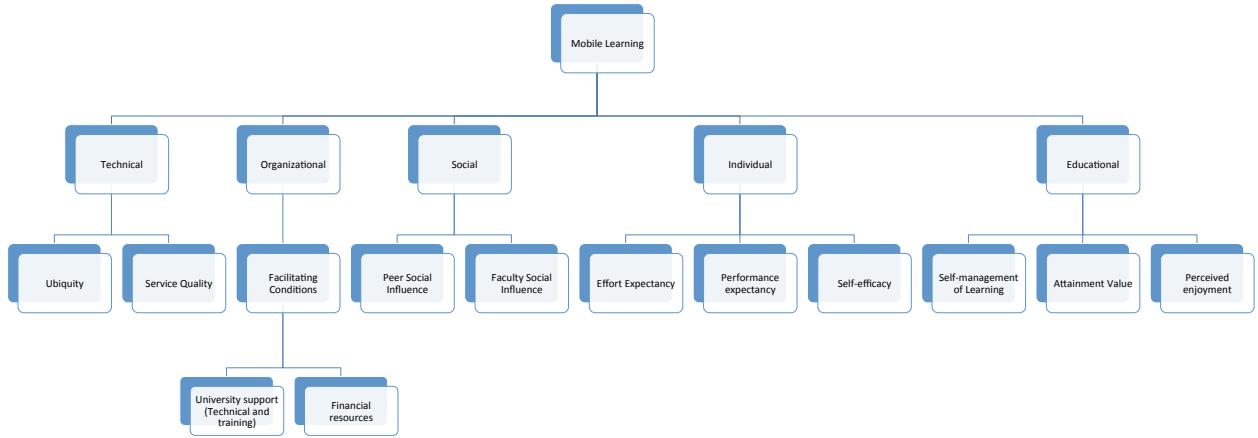 Mobile Learning
Technical
Organizational
Social
Individual
Educational
Ubiquity
Service Quality
Facilitating
Conditions
Peer Social
Influence
Faculty Social
Influence
Effort Expectancy
Performance
expectancy
Self-efficacy
Self-management
of Learning
Attainment Value
Perceived
enjoyment
University support
(Technical and
training)
Financial
resources